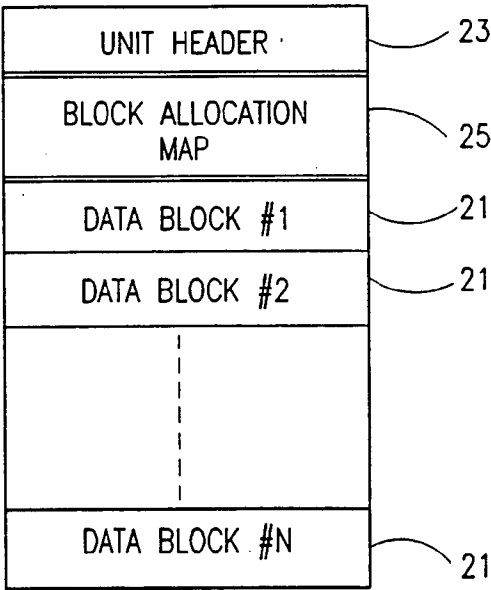 UNIT HEADER 23
BLOCK ALLOCATION
MAP 25
DATA BLOCK #1 21
DATA BLOCK #2 21
DATA BLOCK #N 21